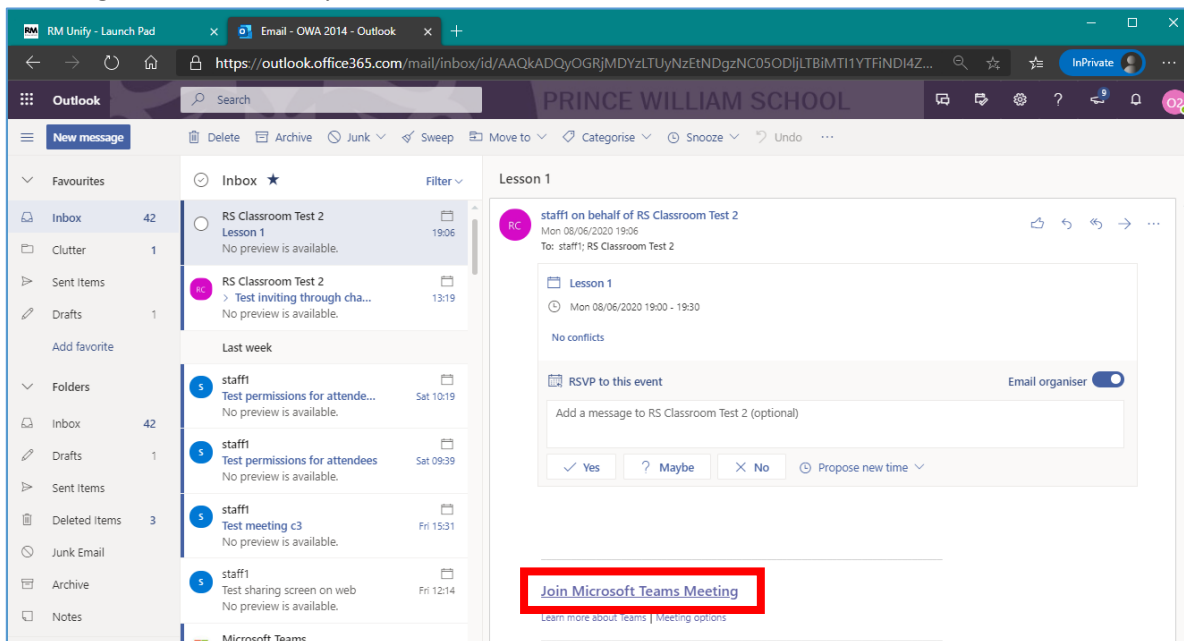 RM Unify - Launch Pad
Email - OWA 2014 - Outlook
https://outlook.office365.com/mail/inbox/id/AAQkADQyOGRjMDYzLTUyNzEtNDgzNC05ODljLTBiMTI1YTFiNDI4Z...
InPrivate
Outlook
Search
PRINCE WILLIAM SCHOOL
9
New message
Delete Archive Junk Sweep Move to Categorise Snooze Undo ...
Favourites
Inbox 42
Clutter 1
Sent Items
Drafts 1
Add favorite
Folders
Inbox 42
Drafts 1
Sent Items
Deleted Items 3
Junk Email
Archive
Notes
Inbox ★ Filter
RS Classroom Test 2
Lesson 1 19:06
No preview is available.
RC
RS Classroom Test 2
> Test inviting through cha... 13:19
No preview is available.
Last week
S
staff1
Test permissions for attende... Sat 10:19
No preview is available.
S
staff1
Test permissions for attendees Sat 09:39
No preview is available.
S
staff1
Test meeting c3 Fri 15:31
No preview is available.
S
staff1
Test sharing screen on web Fri 12:14
No preview is available.
Microsoft Teams
Lesson 1
RC
staff1 on behalf of RS Classroom Test 2
Mon 08/06/2020 19:06
To: staff1; RS Classroom Test 2
Lesson 1
Mon 08/06/2020 19:00 - 19:30
No conflicts
RSVP to this event Email organiser
Add a message to RS Classroom Test 2 (optional)
Yes ? Maybe No Propose new time
Join Microsoft Teams Meeting
Learn more about Teams | Meeting options